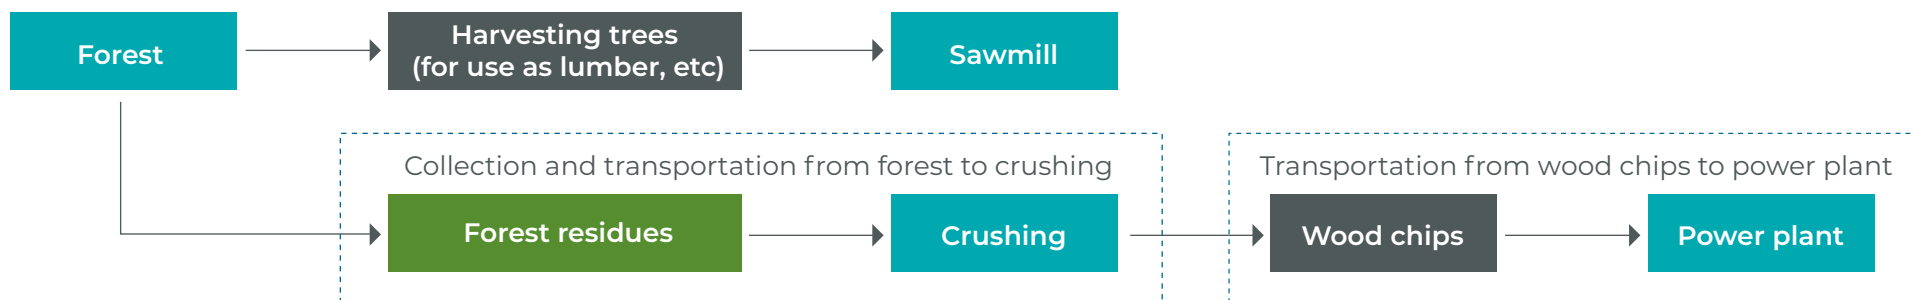 Forest
Harvesting trees
(for use as lumber, etc)
Sawmill
Collection and transportation from forest to crushing
Transportation from wood chips to power plant
Forest residues
Crushing
Wood chips
Power plant